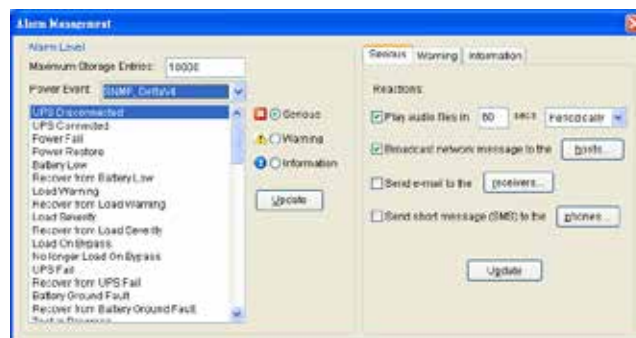 Alarm Management
Alarm Level
Maximum Storage Entries: 10000
Power Event: SNMP_DeltaV4
UPS Disconnected
UPS Connected
Power Fail
Power Restore
Battery Low
Recover from Battery Low
Load Warning
Recover from Load Warning
Load Severity
Recover from Load Severity
Load On Bypass
No longer Load On Bypass
UPS Fail
Recover from UPS Fail
Battery Ground Fault
Recover from Battery Ground Fault
Test in Progress
Serious
Warning
Information
Update
Serious Warning Information
Reactions:
Play audio files in 60 secs Periodically
Broadcast network message to the hosts...
Send e-mail to the receivers...
Send short message (SMS) to the phones...
Update